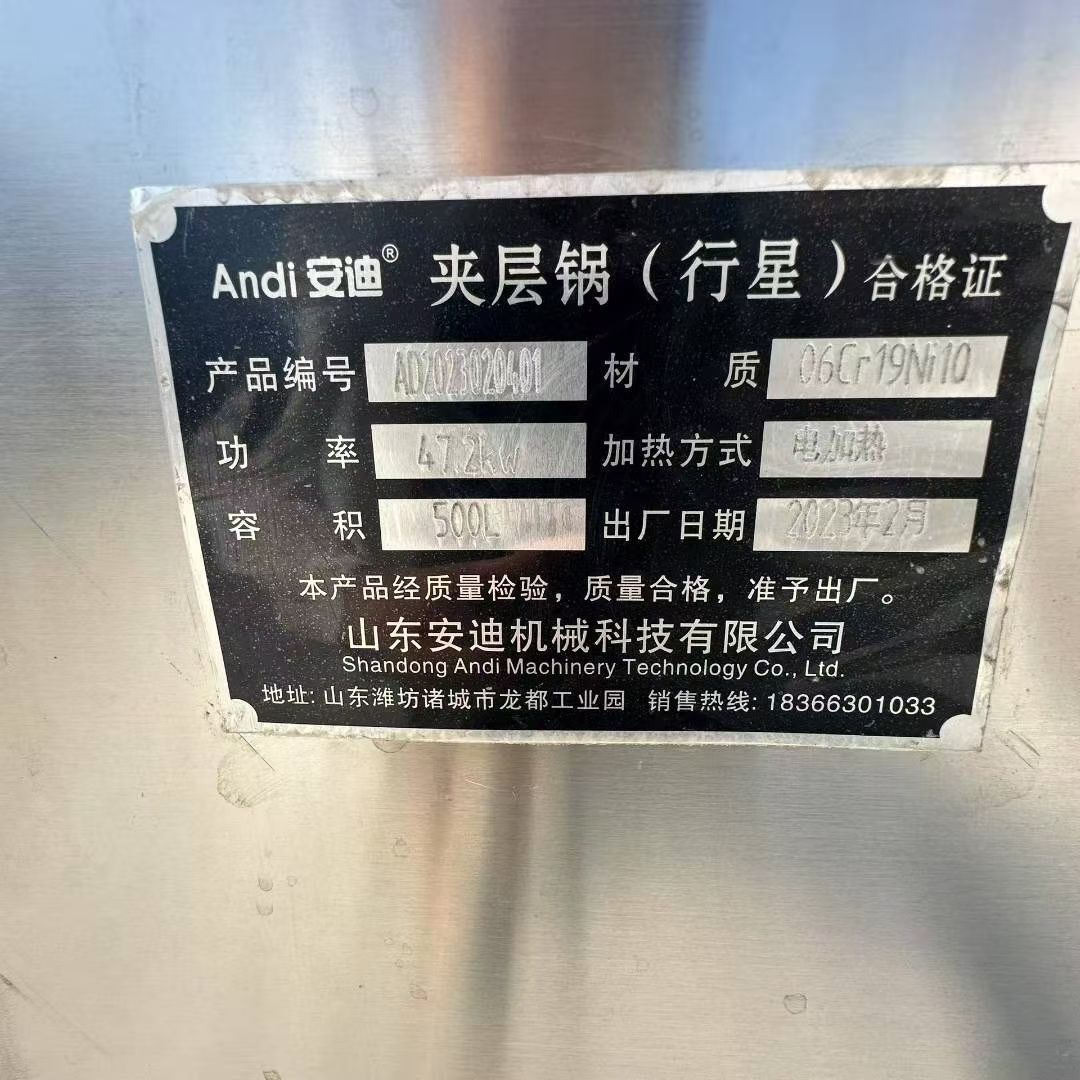 Andi安迪® 夹层锅（行星）合格证
产品编号 AD2023020401 材 质 06Cr19Ni10
功 率 47.2kW 加热方式 电加热
容 积 500L 出厂日期 2023年2月
本产品经质量检验，质量合格，准予出厂。
山东安迪机械科技有限公司
Shandong Andi Machinery Technology Co., Ltd.
地址: 山东潍坊诸城市龙都工业园 销售热线: 18366301033